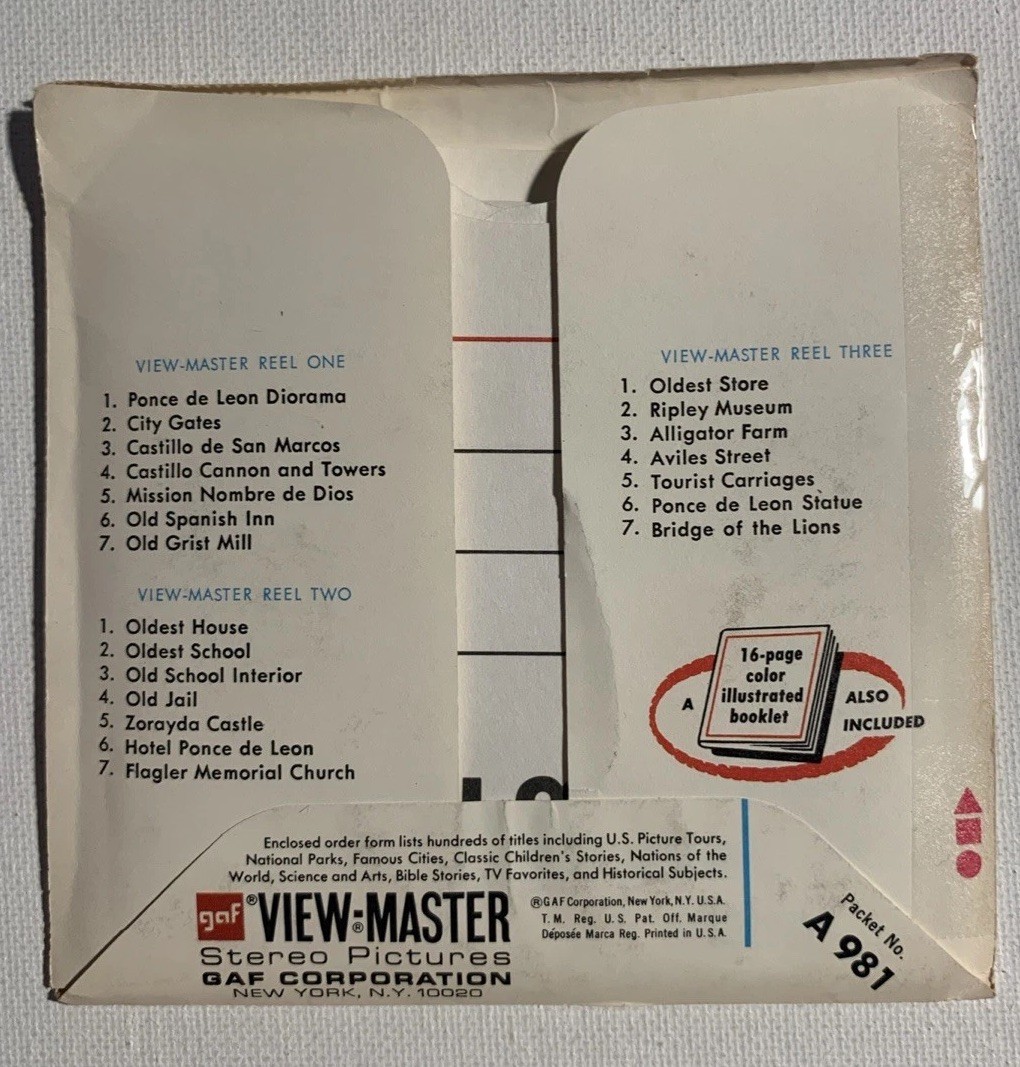 VIEW-MASTER REEL ONE
1. Ponce de Leon Diorama
2. City Gates
3. Castillo de San Marcos
4. Castillo Cannon and Towers
5. Mission Nombre de Dios
6. Old Spanish Inn
7. Old Grist Mill
VIEW-MASTER REEL TWO
1. Oldest House
2. Oldest School
3. Old School Interior
4. Old Jail
5. Zorayda Castle
6. Hotel Ponce de Leon
7. Flagler Memorial Church
VIEW-MASTER REEL THREE
1. Oldest Store
2. Ripley Museum
3. Alligator Farm
4. Aviles Street
5. Tourist Carriages
6. Ponce de Leon Statue
7. Bridge of the Lions
A
16-page
color
illustrated
booklet
ALSO
INCLUDED
Enclosed order form lists hundreds of titles including U.S. Picture Tours,
National Parks, Famous Cities, Classic Children's Stories, Nations of the
World, Science and Arts, Bible Stories, TV Favorites, and Historical Subjects.
gaf® VIEW-MASTER®
Stereo Pictures
GAF CORPORATION
NEW YORK, N.Y. 10020
®GAF Corporation, New York, N.Y. U.S.A.
T.M. Reg. U.S. Pat. Off. Marque
Déposée Marca Reg. Printed in U.S.A.
Packet No.
A 981